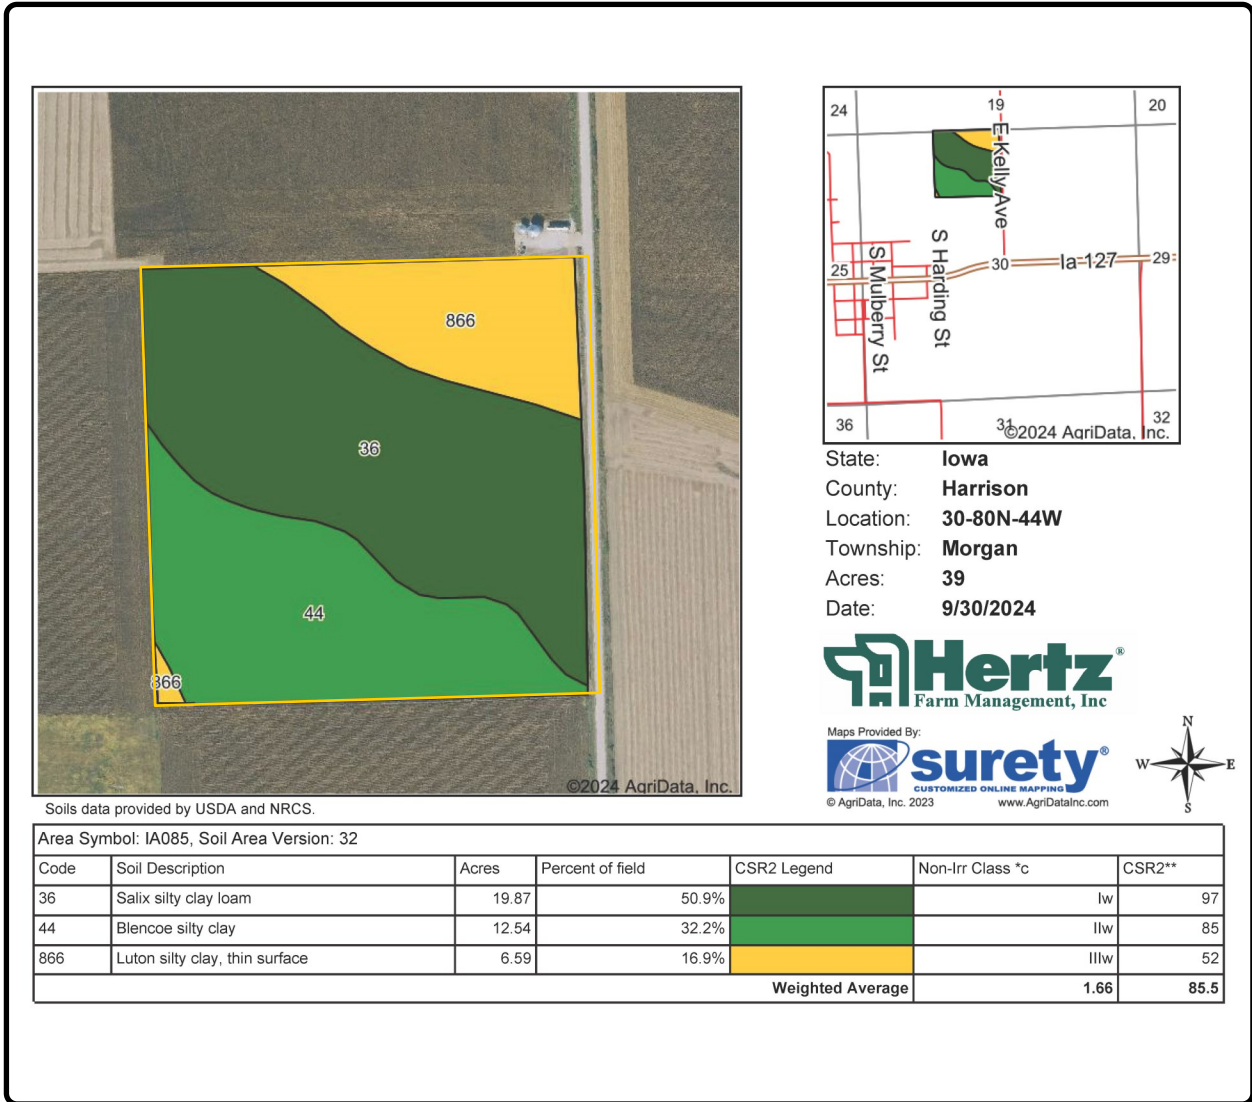 866
36
44
866
©2024 AgriData, Inc.
Soils data provided by USDA and NRCS.
24
19
20
E Kelly Ave
S Harding St
S Mulberry St
25
30
Ia 127
29
36
31
32
©2024 AgriData, Inc.
State: Iowa
County: Harrison
Location: 30-80N-44W
Township: Morgan
Acres: 39
Date: 9/30/2024
Hertz®
Farm Management, Inc
Maps Provided By:
surety®
CUSTOMIZED ONLINE MAPPING
© AgriData, Inc. 2023 www.AgriDataInc.com
N
W E
S
Area Symbol: IA085, Soil Area Version: 32
Code Soil Description Acres Percent of field CSR2 Legend Non-Irr Class *c CSR2**
36 Salix silty clay loam 19.87 50.9% Iw 97
44 Blencoe silty clay 12.54 32.2% IIw 85
866 Luton silty clay, thin surface 6.59 16.9% IIIw 52
Weighted Average 1.66 85.5